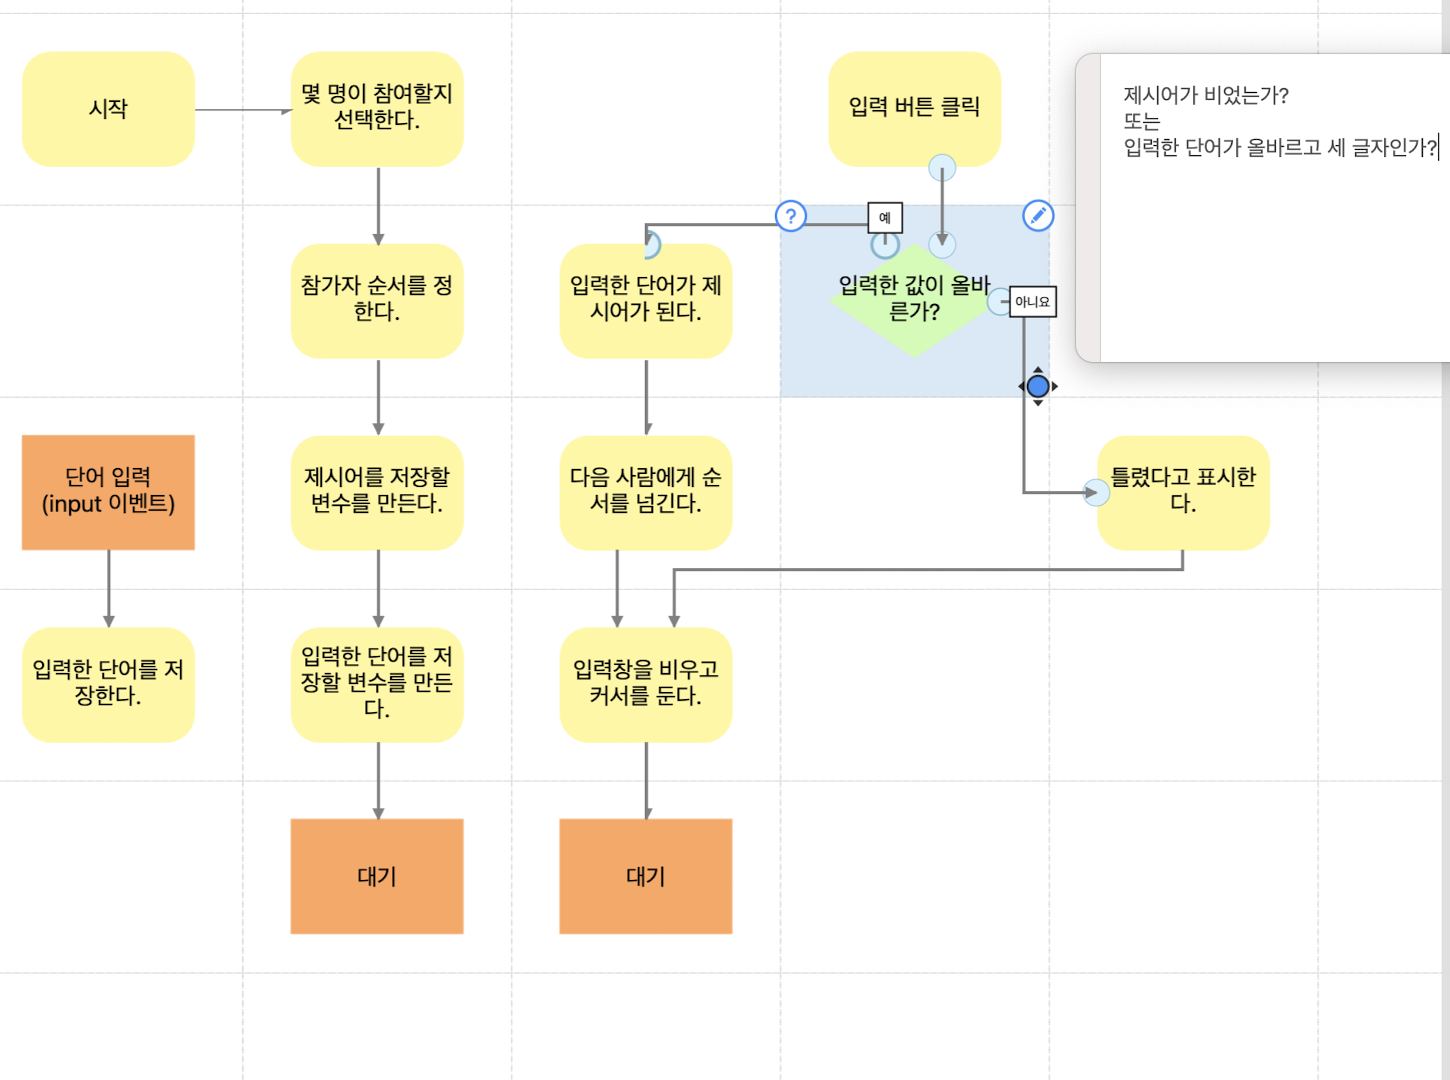 시작
몇 명이 참여할지
선택한다.
입력 버튼 클릭
제시어가 비었는가?
또는
입력한 단어가 올바르고 세 글자인가?
?
예
참가자 순서를 정
한다.
입력한 단어가 제
시어가 된다.
입력한 값이 올바
른가?
아니요
단어 입력
(input 이벤트)
제시어를 저장할
변수를 만든다.
다음 사람에게 순
서를 넘긴다.
틀렸다고 표시한
다.
입력한 단어를 저
장한다.
입력한 단어를 저
장할 변수를 만든
다.
입력창을 비우고
커서를 둔다.
대기
대기